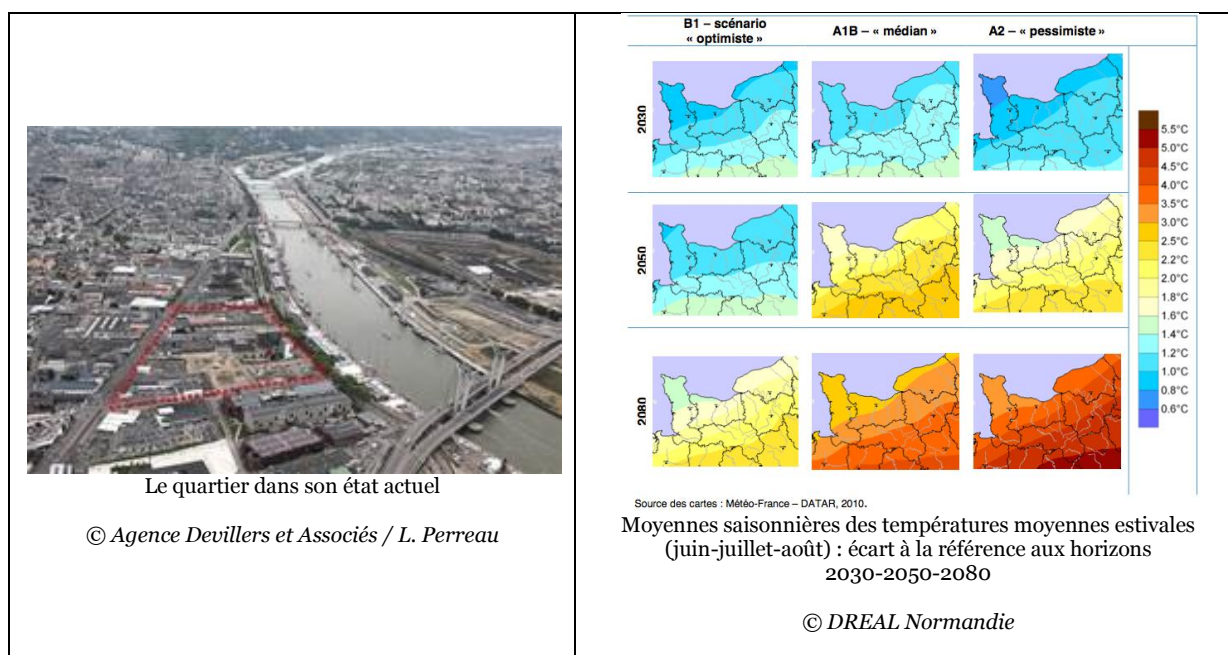 Le quartier dans son état actuel
© Agence Devillers et Associés / L. Perreau
B1 – scénario
« optimiste »
A1B – « médian »
A2 – « pessimiste »
2030
2050
2080
5.5°C
5.0°C
4.5°C
4.0°C
3.0°C
2.5°C
2.2°C
2.0°C
1.8°C
1.6°C
1.4°C
1.2°C
1.0°C
0.8°C
0.6°C
Source des cartes : Météo-France – DATAR, 2010.
Moyennes saisonnières des températures moyennes estivales
(juin-juillet-août) : écart à la référence aux horizons
2030-2050-2080
© DREAL Normandie